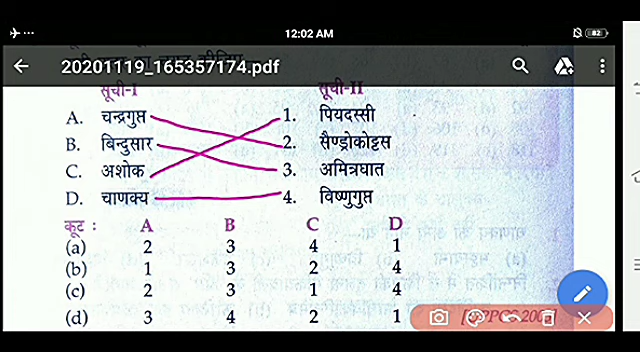 12:02 AM
82
20201119_165357174.pdf
सूची-I सूची-II
A. चन्द्रगुप्त 1. पियदस्सी
B. बिन्दुसार 2. सैण्ड्रोकोट्टस
C. अशोक 3. अमित्रघात
D. चाणक्य 4. विष्णुगुप्त
कूट : A B C D
(a) 2 3 4 1
(b) 1 3 2 4
(c) 2 3 1 4
(d) 3 4 2 1